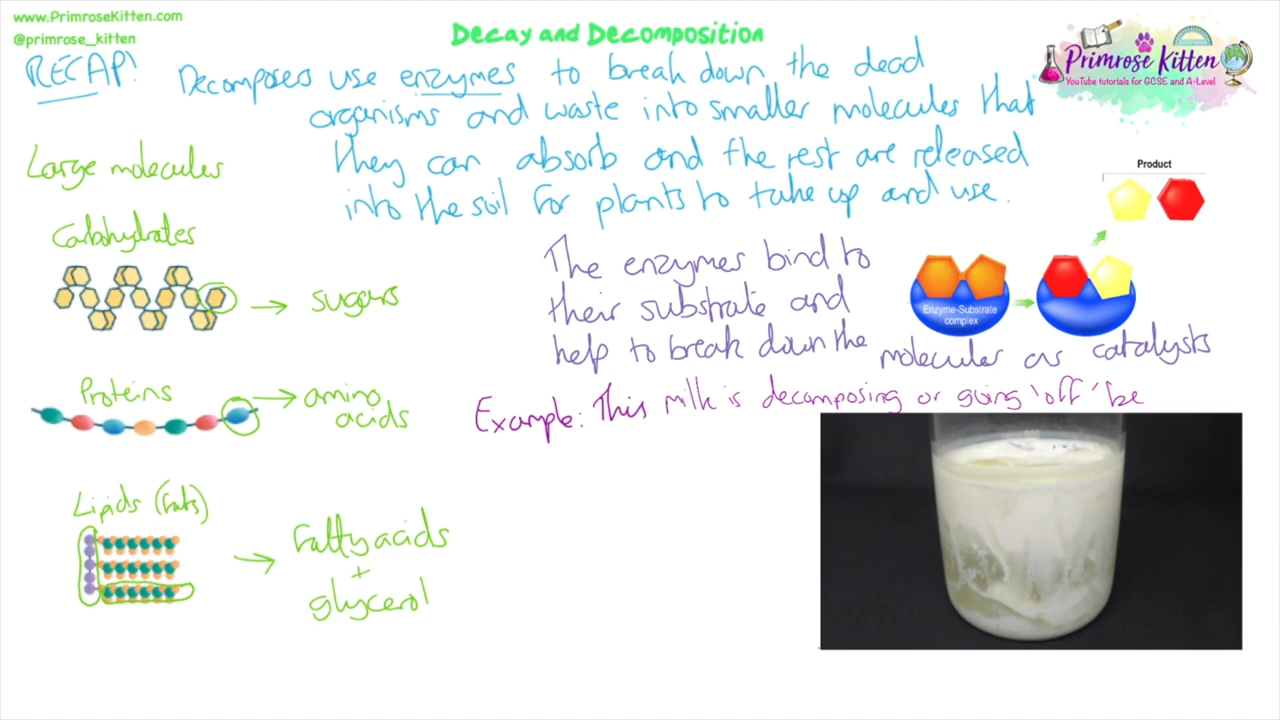 www.PrimroseKitten.com
@primrose_kitten
Decay and Decomposition
Primrose Kitten
YouTube tutorials for GCSE and A-Level
RECAP!
Decomposers use enzymes to break down the dead
organisms and waste into smaller molecules that
they can absorb and the rest are released
into the soil for plants to take up and use.
Large molecules
Carbohydrates
sugars
Proteins
amino
acids
Lipids (fats)
Fatty acids
+
glycerol
The enzymes bind to
their substrate and
help to break down the molecules as catalysts
Product
Enzyme-Substrate
complex
Example: This milk is decomposing or going 'off' be